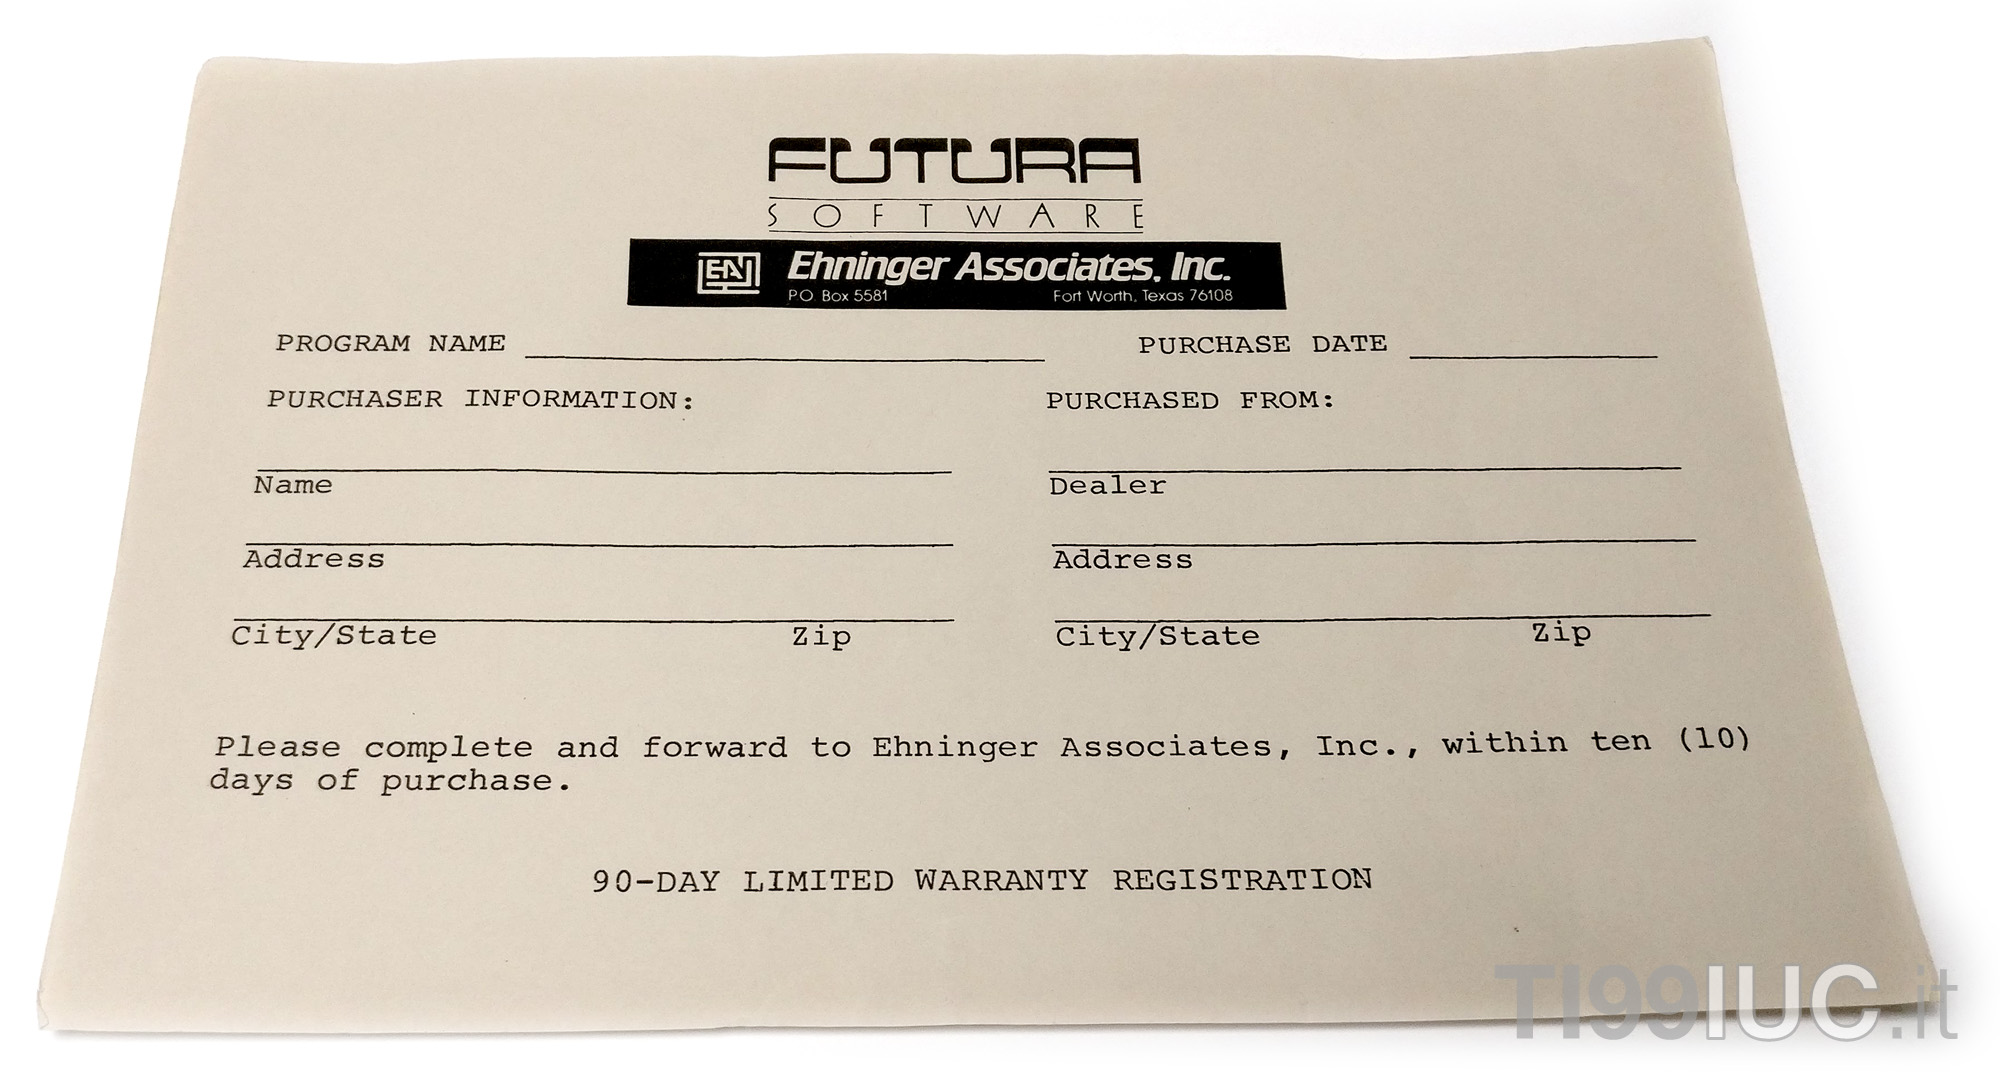 FUTURA
SOFTWARE
EAI Ehninger Associates, Inc.
P.O. Box 5581 Fort Worth, Texas 76108
PROGRAM NAME PURCHASE DATE
PURCHASER INFORMATION: PURCHASED FROM:
Name Dealer
Address Address
City/State Zip City/State Zip
Please complete and forward to Ehninger Associates, Inc., within ten (10)
days of purchase.
90-DAY LIMITED WARRANTY REGISTRATION
TI99IUC.it